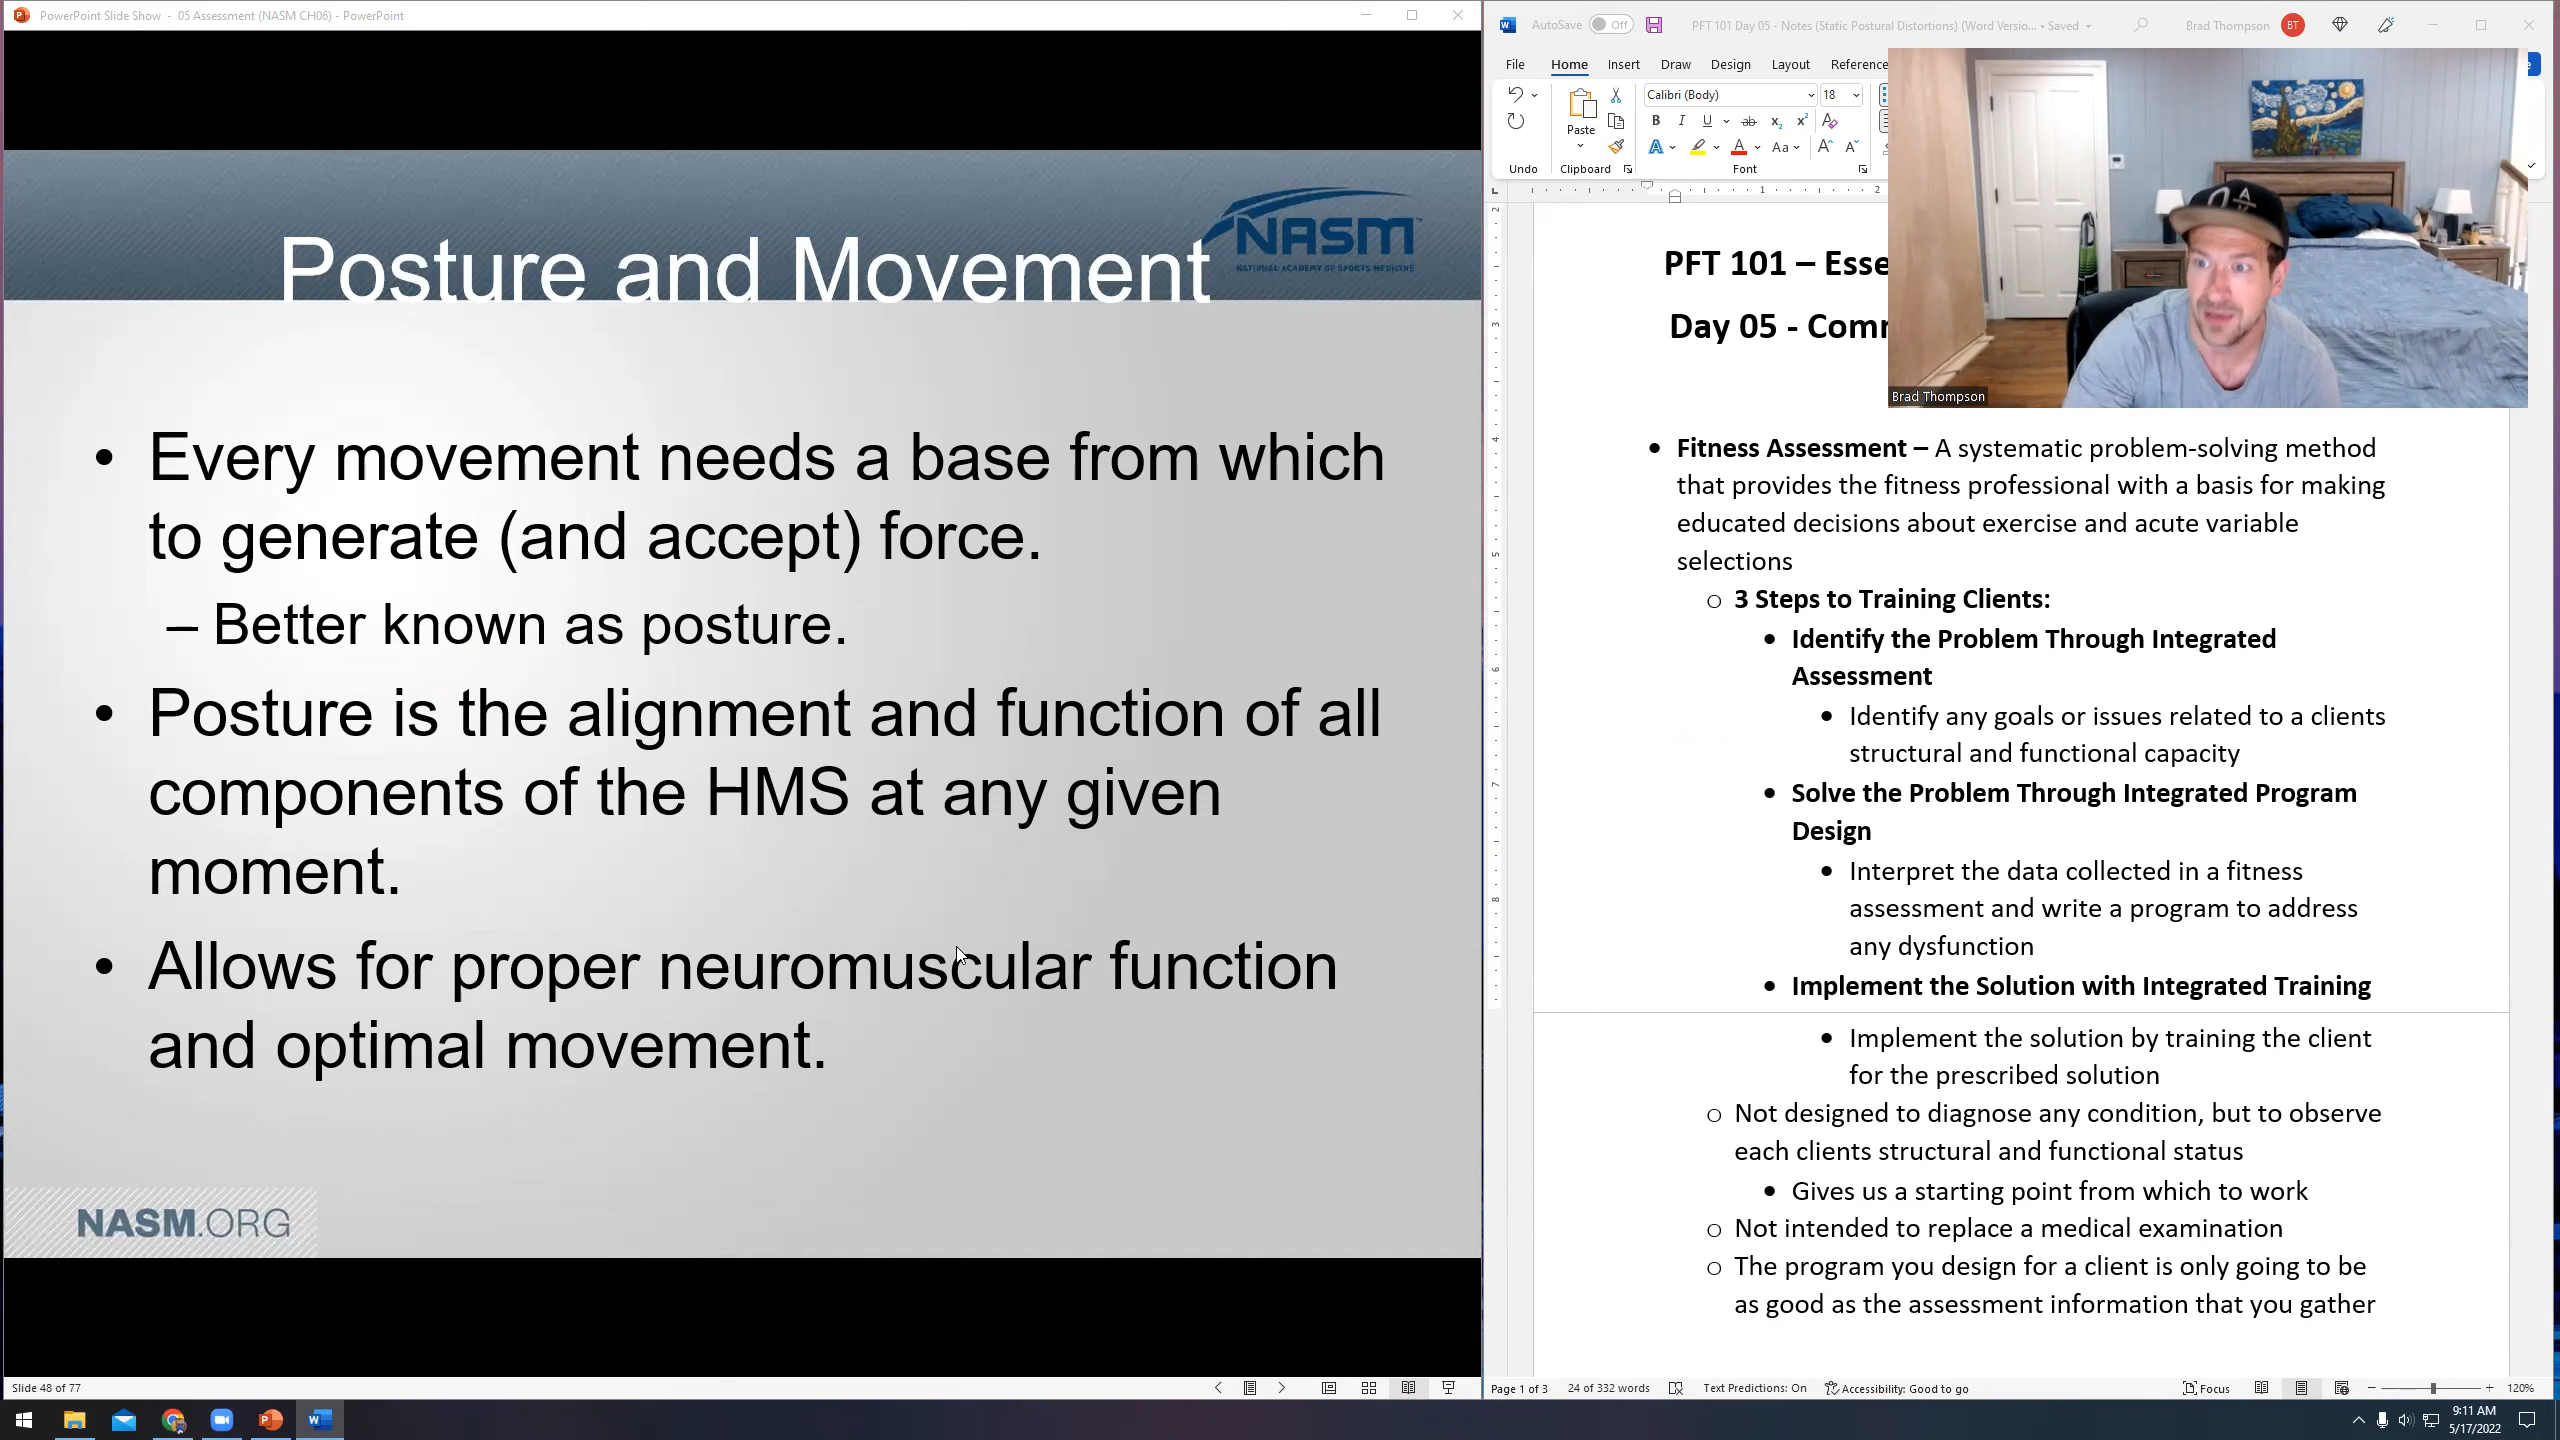 PowerPoint Slide Show - 05 Assessment (NASM CH06) - PowerPoint
NASM
NATIONAL ACADEMY OF SPORTS MEDICINE
Posture and Movement
• Every movement needs a base from which
to generate (and accept) force.
– Better known as posture.
• Posture is the alignment and function of all
components of the HMS at any given
moment.
• Allows for proper neuromuscular function
and optimal movement.
NASM.ORG
Slide 48 of 77
AutoSave Off PFT 101 Day 05 - Notes (Static Postural Distortions) (Word Versio... • Saved Brad Thompson BT
File Home Insert Draw Design Layout Reference
Calibri (Body) 18
Paste
Undo Clipboard Font
1 2
Brad Thompson
PFT 101 – Esse
Day 05 - Com
• Fitness Assessment – A systematic problem-solving method
that provides the fitness professional with a basis for making
educated decisions about exercise and acute variable
selections
o 3 Steps to Training Clients:
• Identify the Problem Through Integrated
Assessment
• Identify any goals or issues related to a clients
structural and functional capacity
• Solve the Problem Through Integrated Program
Design
• Interpret the data collected in a fitness
assessment and write a program to address
any dysfunction
• Implement the Solution with Integrated Training
• Implement the solution by training the client
for the prescribed solution
o Not designed to diagnose any condition, but to observe
each clients structural and functional status
• Gives us a starting point from which to work
o Not intended to replace a medical examination
o The program you design for a client is only going to be
as good as the assessment information that you gather
Page 1 of 3 24 of 332 words Text Predictions: On Accessibility: Good to go Focus 120%
9:11 AM
5/17/2022